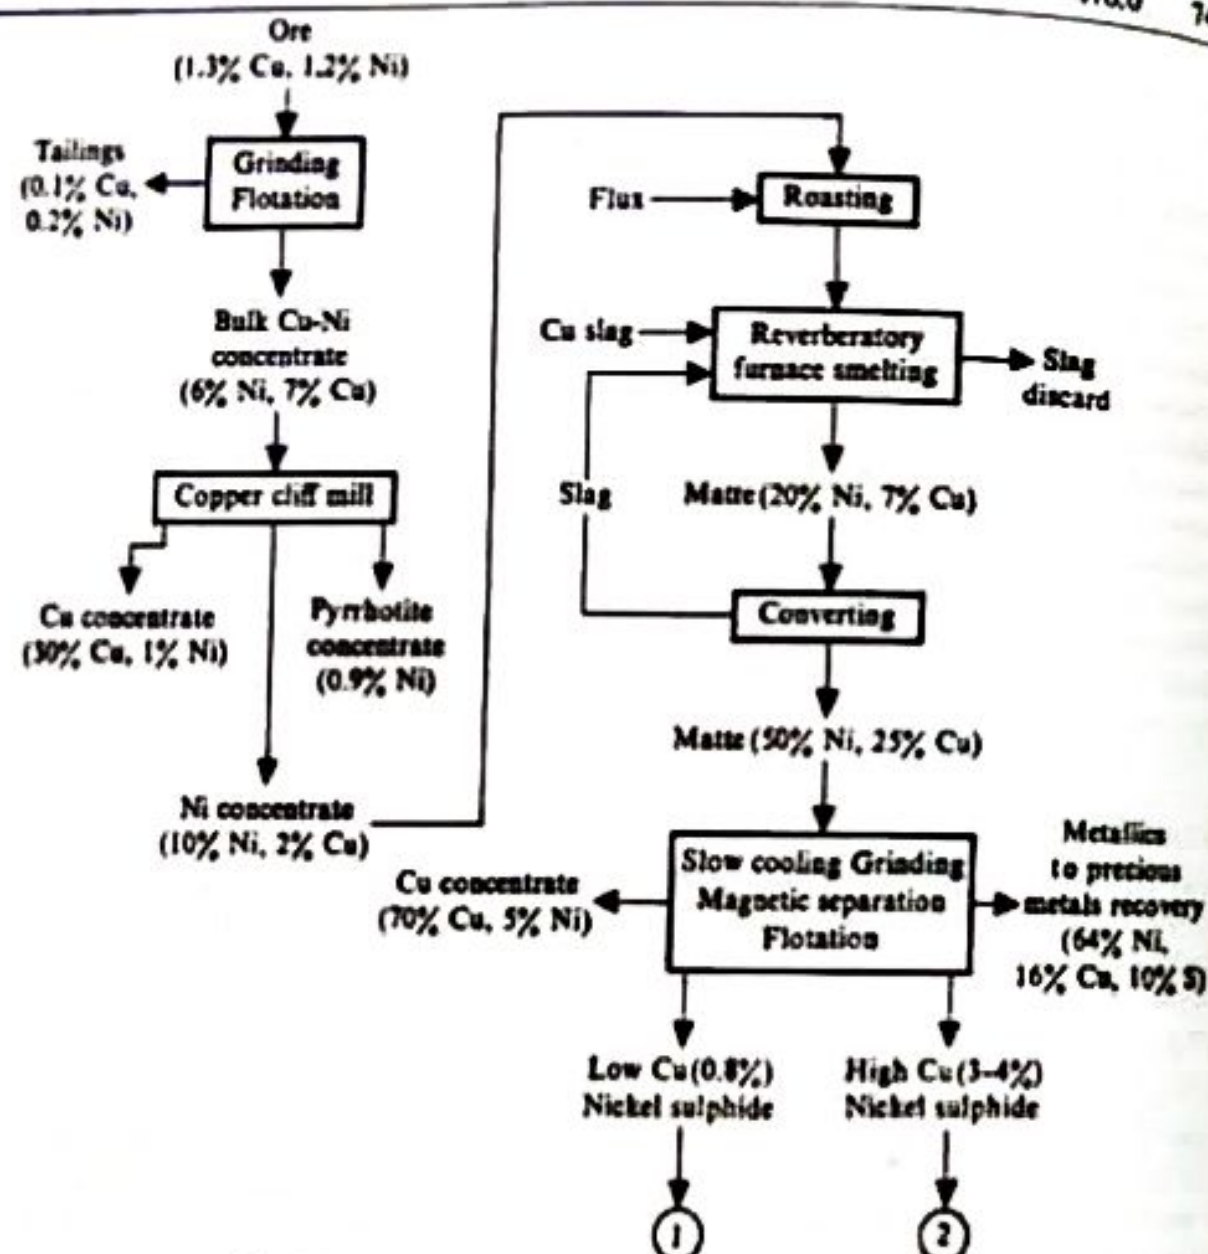 Ore
(1.3% Cu, 1.2% Ni)
Tailings
(0.1% Cu,
0.2% Ni)
Grinding
Flotation
Bulk Cu-Ni
concentrate
(6% Ni, 7% Cu)
Copper cliff mill
Cu concentrate
(30% Cu, 1% Ni)
Pyrrhotite
concentrate
(0.9% Ni)
Ni concentrate
(10% Ni, 2% Cu)
Flux
Roasting
Cu slag
Reverberatory
furnace smelting
Slag
discard
Slag
Matte (20% Ni, 7% Cu)
Converting
Matte (50% Ni, 25% Cu)
Slow cooling Grinding
Magnetic separation
Flotation
Cu concentrate
(70% Cu, 5% Ni)
Metallics
to precious
metals recovery
(64% Ni,
16% Cu, 10% S)
Low Cu (0.8%)
Nickel sulphide
High Cu (3-4%)
Nickel sulphide
1
2